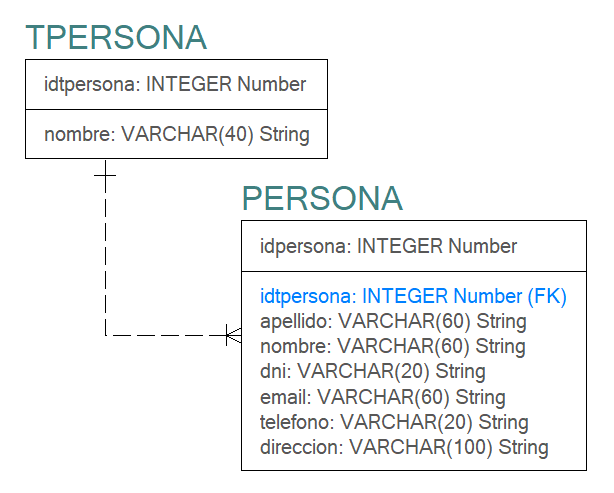 TPERSONA
idtpersona: INTEGER Number
nombre: VARCHAR(40) String
PERSONA
idpersona: INTEGER Number
idtpersona: INTEGER Number (FK)
apellido: VARCHAR(60) String
nombre: VARCHAR(60) String
dni: VARCHAR(20) String
email: VARCHAR(60) String
telefono: VARCHAR(20) String
direccion: VARCHAR(100) String